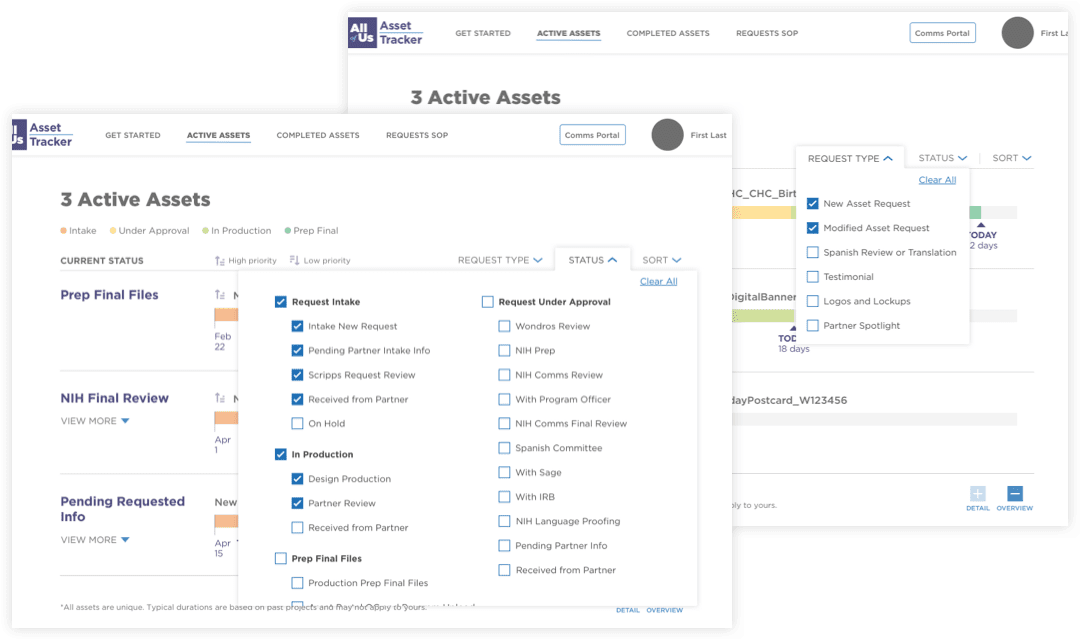 All of Us
Asset Tracker
GET STARTED
ACTIVE ASSETS
COMPLETED ASSETS
REQUESTS SOP
Comms Portal
First
3 Active Assets
REQUEST TYPE
STATUS
SORT
Clear All
New Asset Request
Modified Asset Request
Spanish Review or Translation
Testimonial
Logos and Lockups
Partner Spotlight
TODAY
2 days
18 days
_W123456
DETAIL
OVERVIEW
Us
Asset Tracker
GET STARTED
ACTIVE ASSETS
COMPLETED ASSETS
REQUESTS SOP
Comms Portal
First Last
3 Active Assets
Intake
Under Approval
In Production
Prep Final
CURRENT STATUS
High priority
Low priority
REQUEST TYPE
STATUS
SORT
Clear All
Prep Final Files
Feb
22
NIH Final Review
VIEW MORE
Apr
1
Pending Requested
Info
VIEW MORE
New
Apr
15
Request Intake
Intake New Request
Pending Partner Intake Info
Scripps Request Review
Received from Partner
On Hold
In Production
Design Production
Partner Review
Received from Partner
Prep Final Files
Production Prep Final Files
Request Under Approval
Wondros Review
NIH Prep
NIH Comms Review
With Program Officer
NIH Comms Final Review
Spanish Committee
With Sage
With IRB
NIH Language Proofing
Pending Partner Info
Received from Partner
*All assets are unique. Typical durations are based on past projects and may not apply to yours.
DETAIL
OVERVIEW